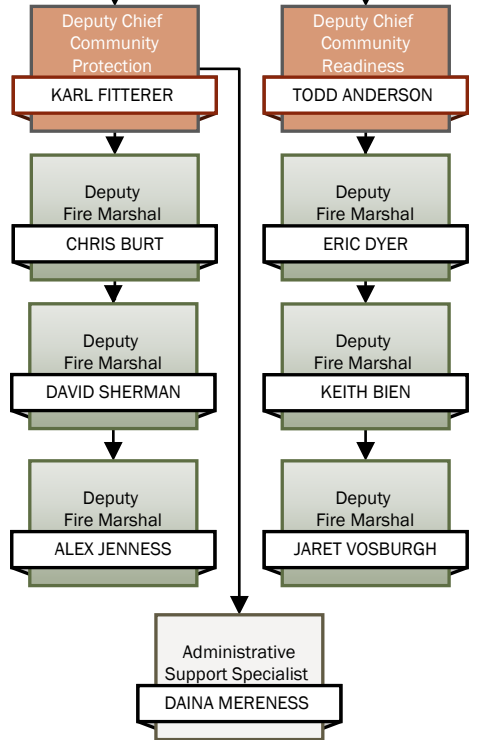 Deputy Chief
Community
Protection
KARL FITTERER
Deputy Chief
Community
Readiness
TODD ANDERSON
Deputy
Fire Marshal
CHRIS BURT
Deputy
Fire Marshal
ERIC DYER
Deputy
Fire Marshal
DAVID SHERMAN
Deputy
Fire Marshal
KEITH BIEN
Deputy
Fire Marshal
ALEX JENNESS
Deputy
Fire Marshal
JARET VOSBURGH
Administrative
Support Specialist
DAINA MERENESS